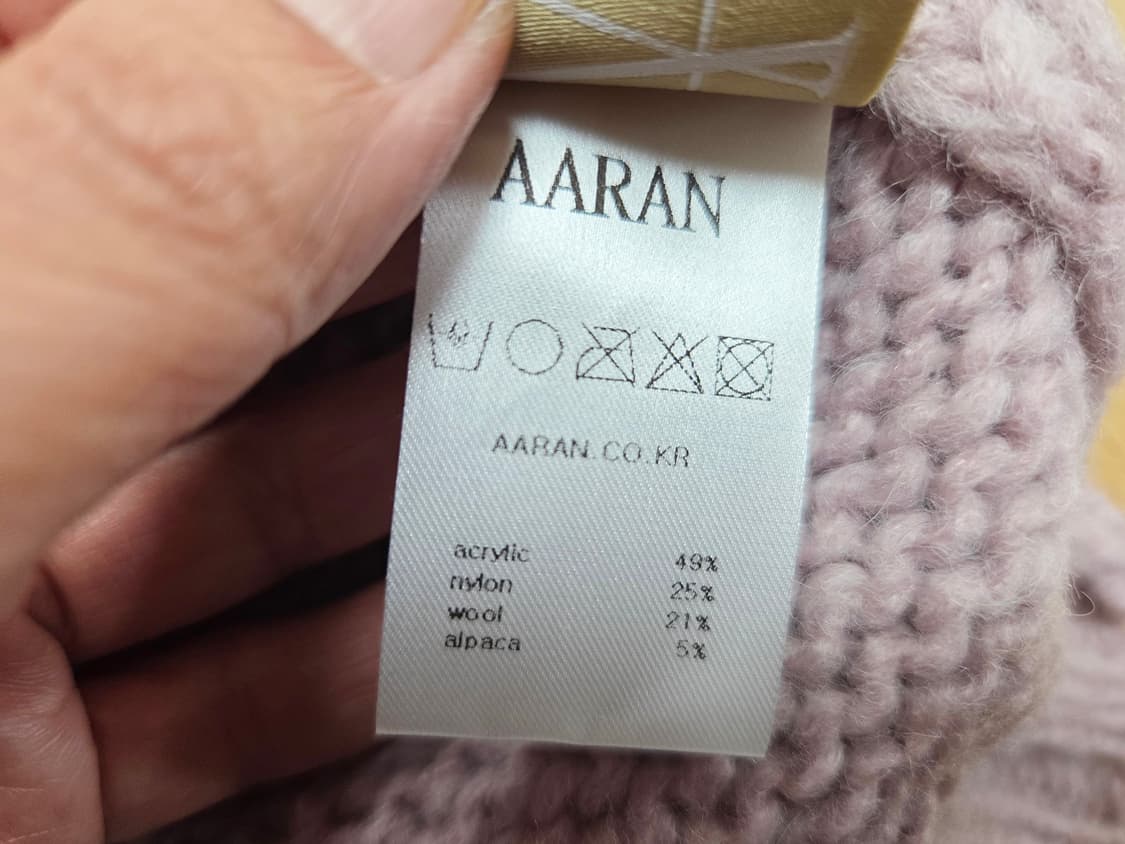 AARAN
AARAN.CO.KR
acrylic 49%
nylon 25%
wool 21%
alpaca 5%